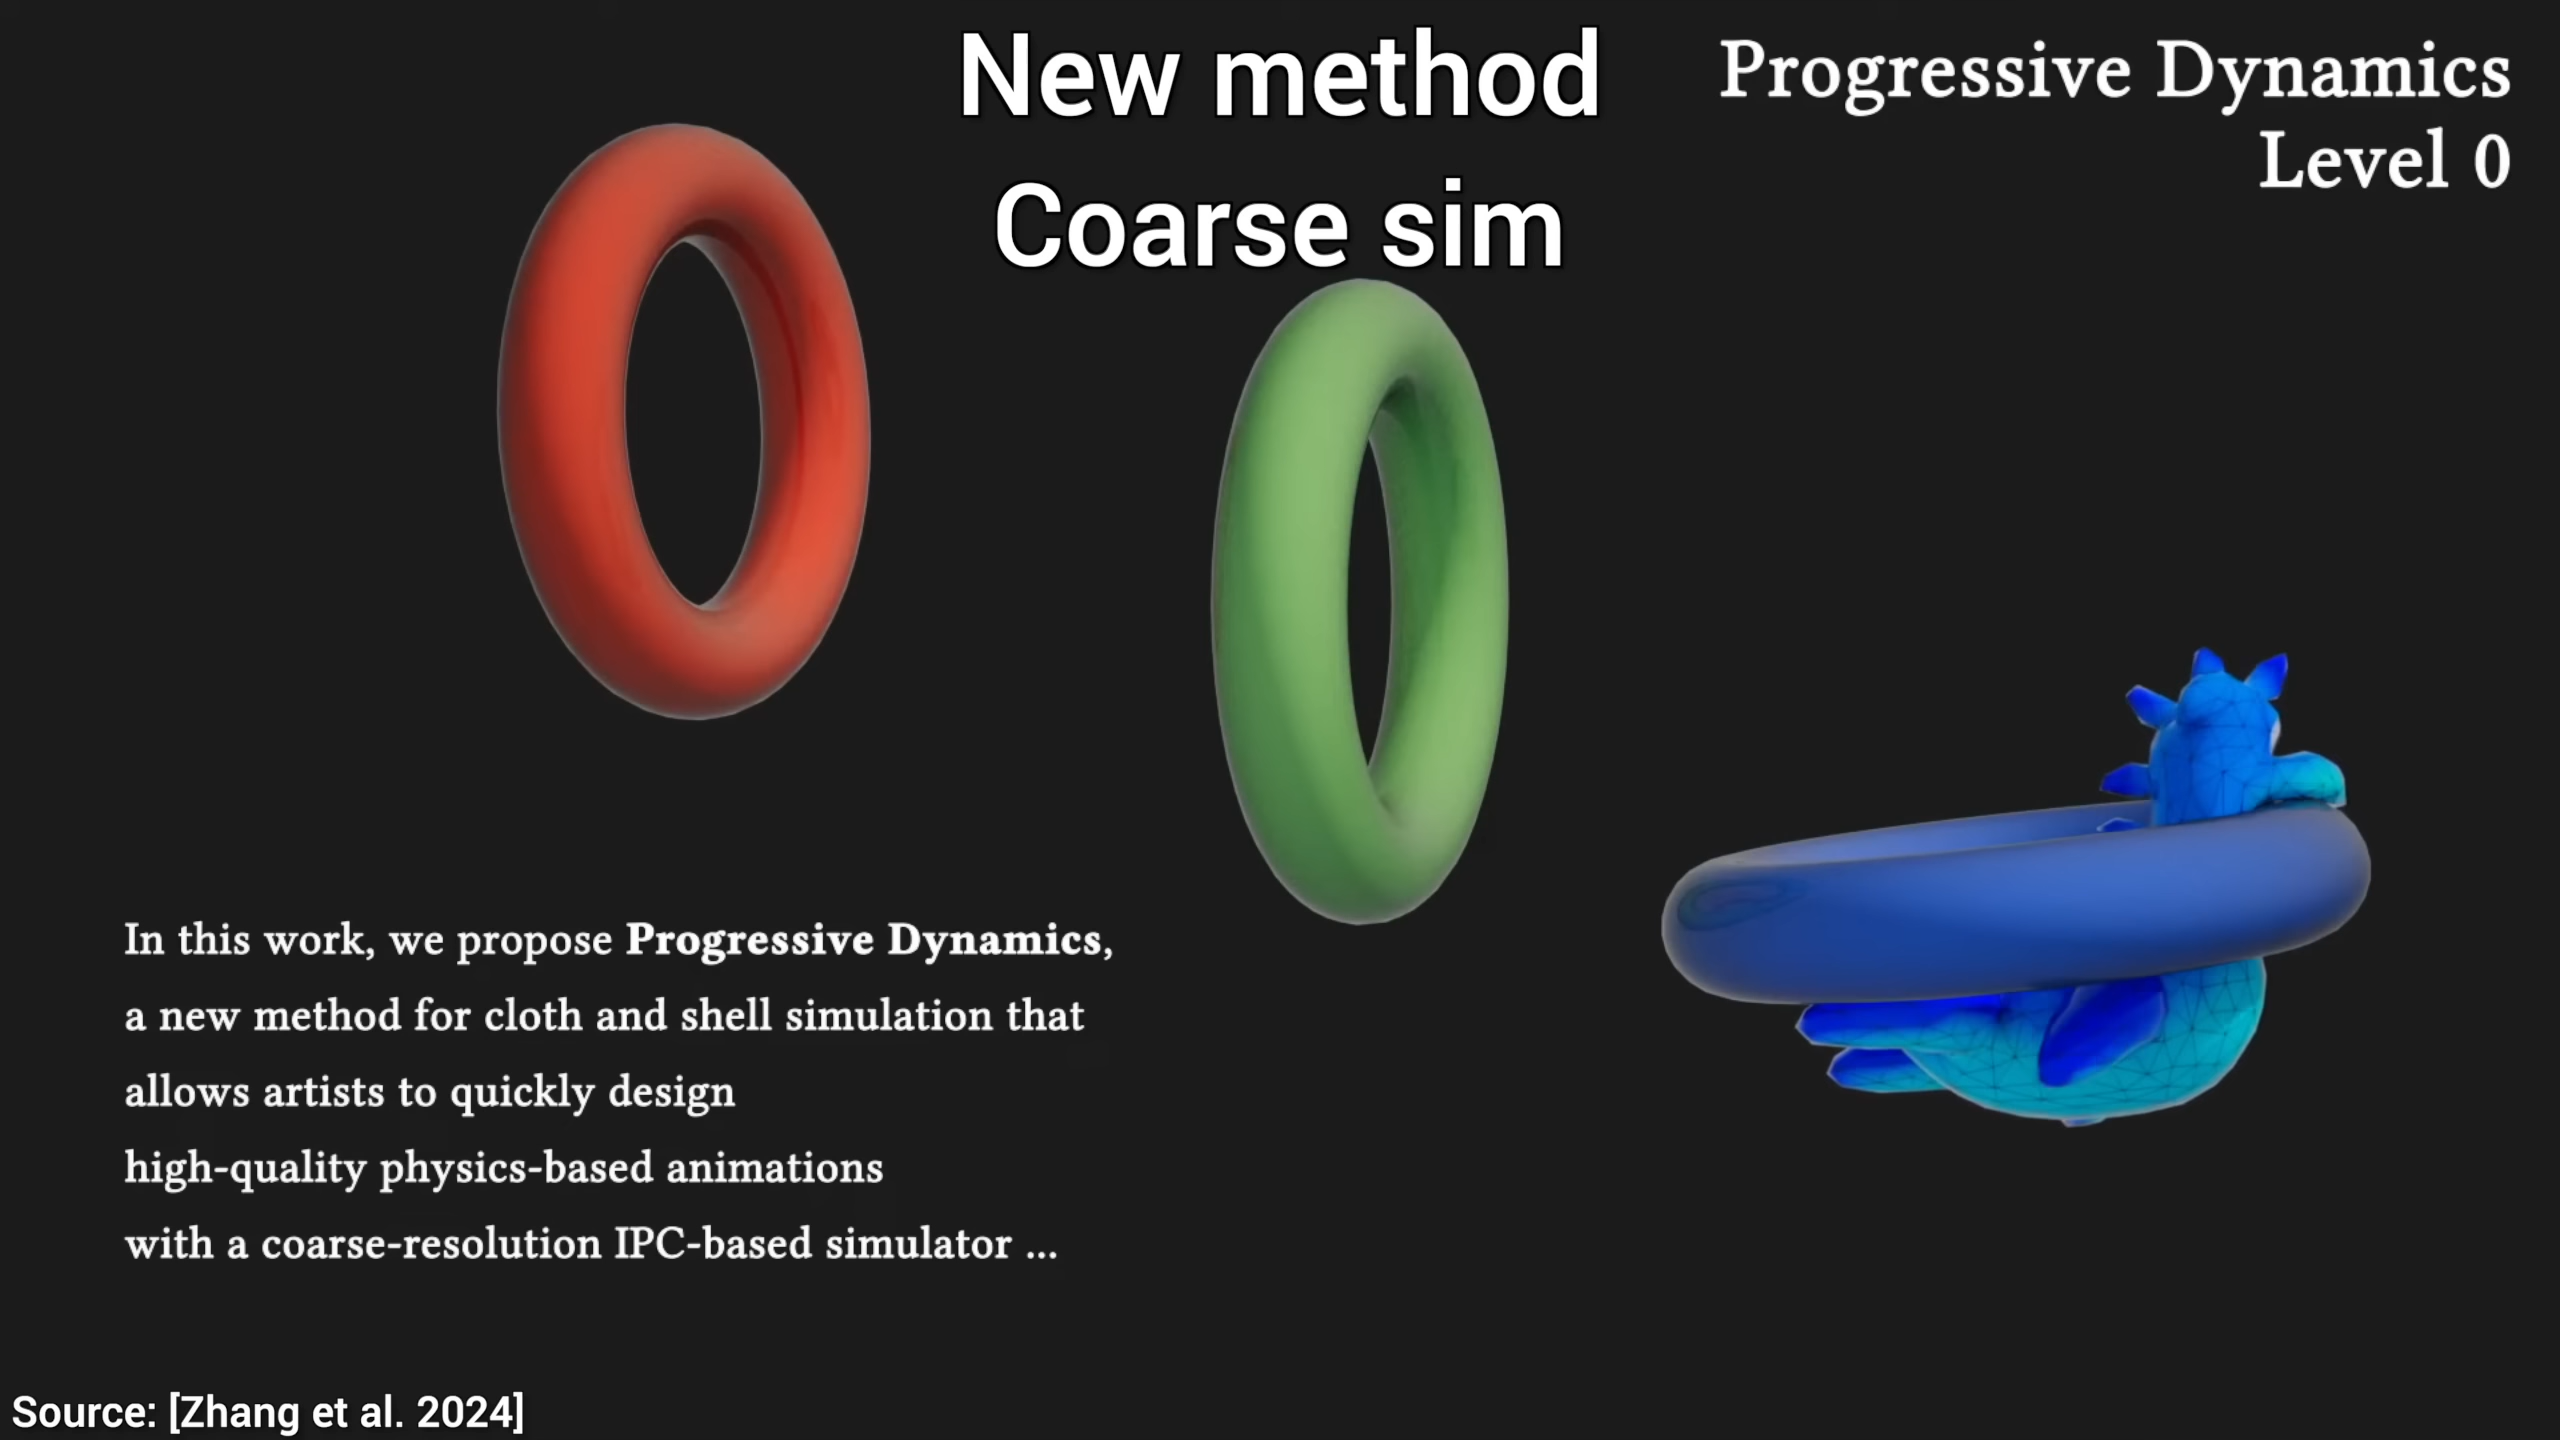 New method
Coarse sim
Progressive Dynamics
Level 0
In this work, we propose Progressive Dynamics,
a new method for cloth and shell simulation that
allows artists to quickly design
high-quality physics-based animations
with a coarse-resolution IPC-based simulator ...
Source: [Zhang et al. 2024]